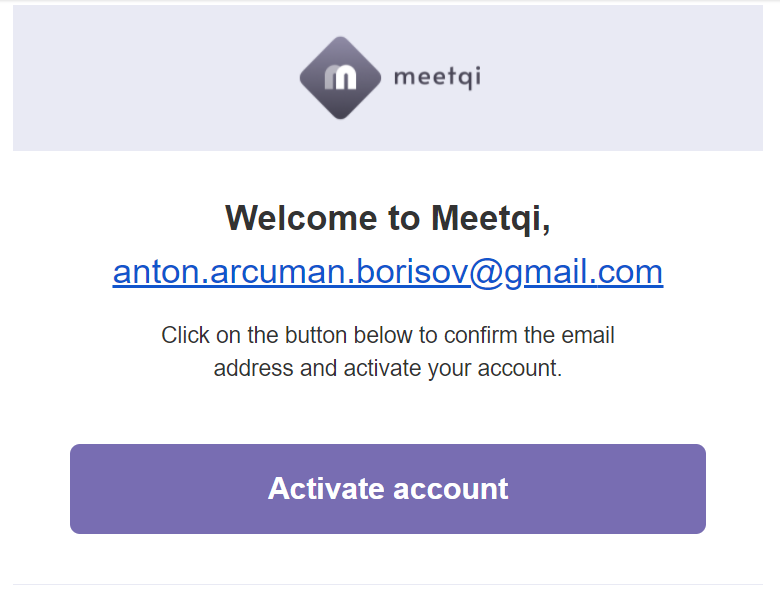 meetqi
Welcome to Meetqi,
anton.arcuman.borisov@gmail.com
Click on the button below to confirm the email
address and activate your account.
Activate account